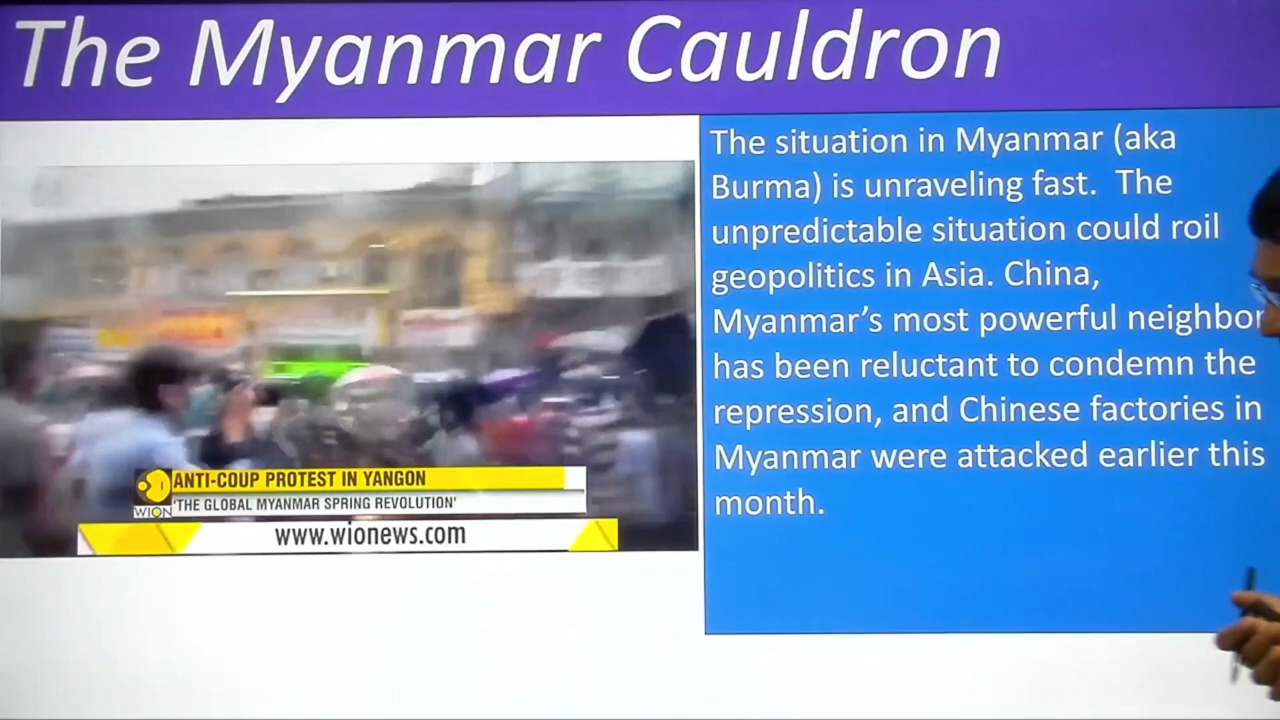 The Myanmar Cauldron
The situation in Myanmar (aka
Burma) is unraveling fast.  The
unpredictable situation could roil
geopolitics in Asia. China,
Myanmar's most powerful neighbor
has been reluctant to condemn the
repression, and Chinese factories in
Myanmar were attacked earlier this
month.
ANTI-COUP PROTEST IN YANGON
'THE GLOBAL MYANMAR SPRING REVOLUTION'
WION
www.wionews.com